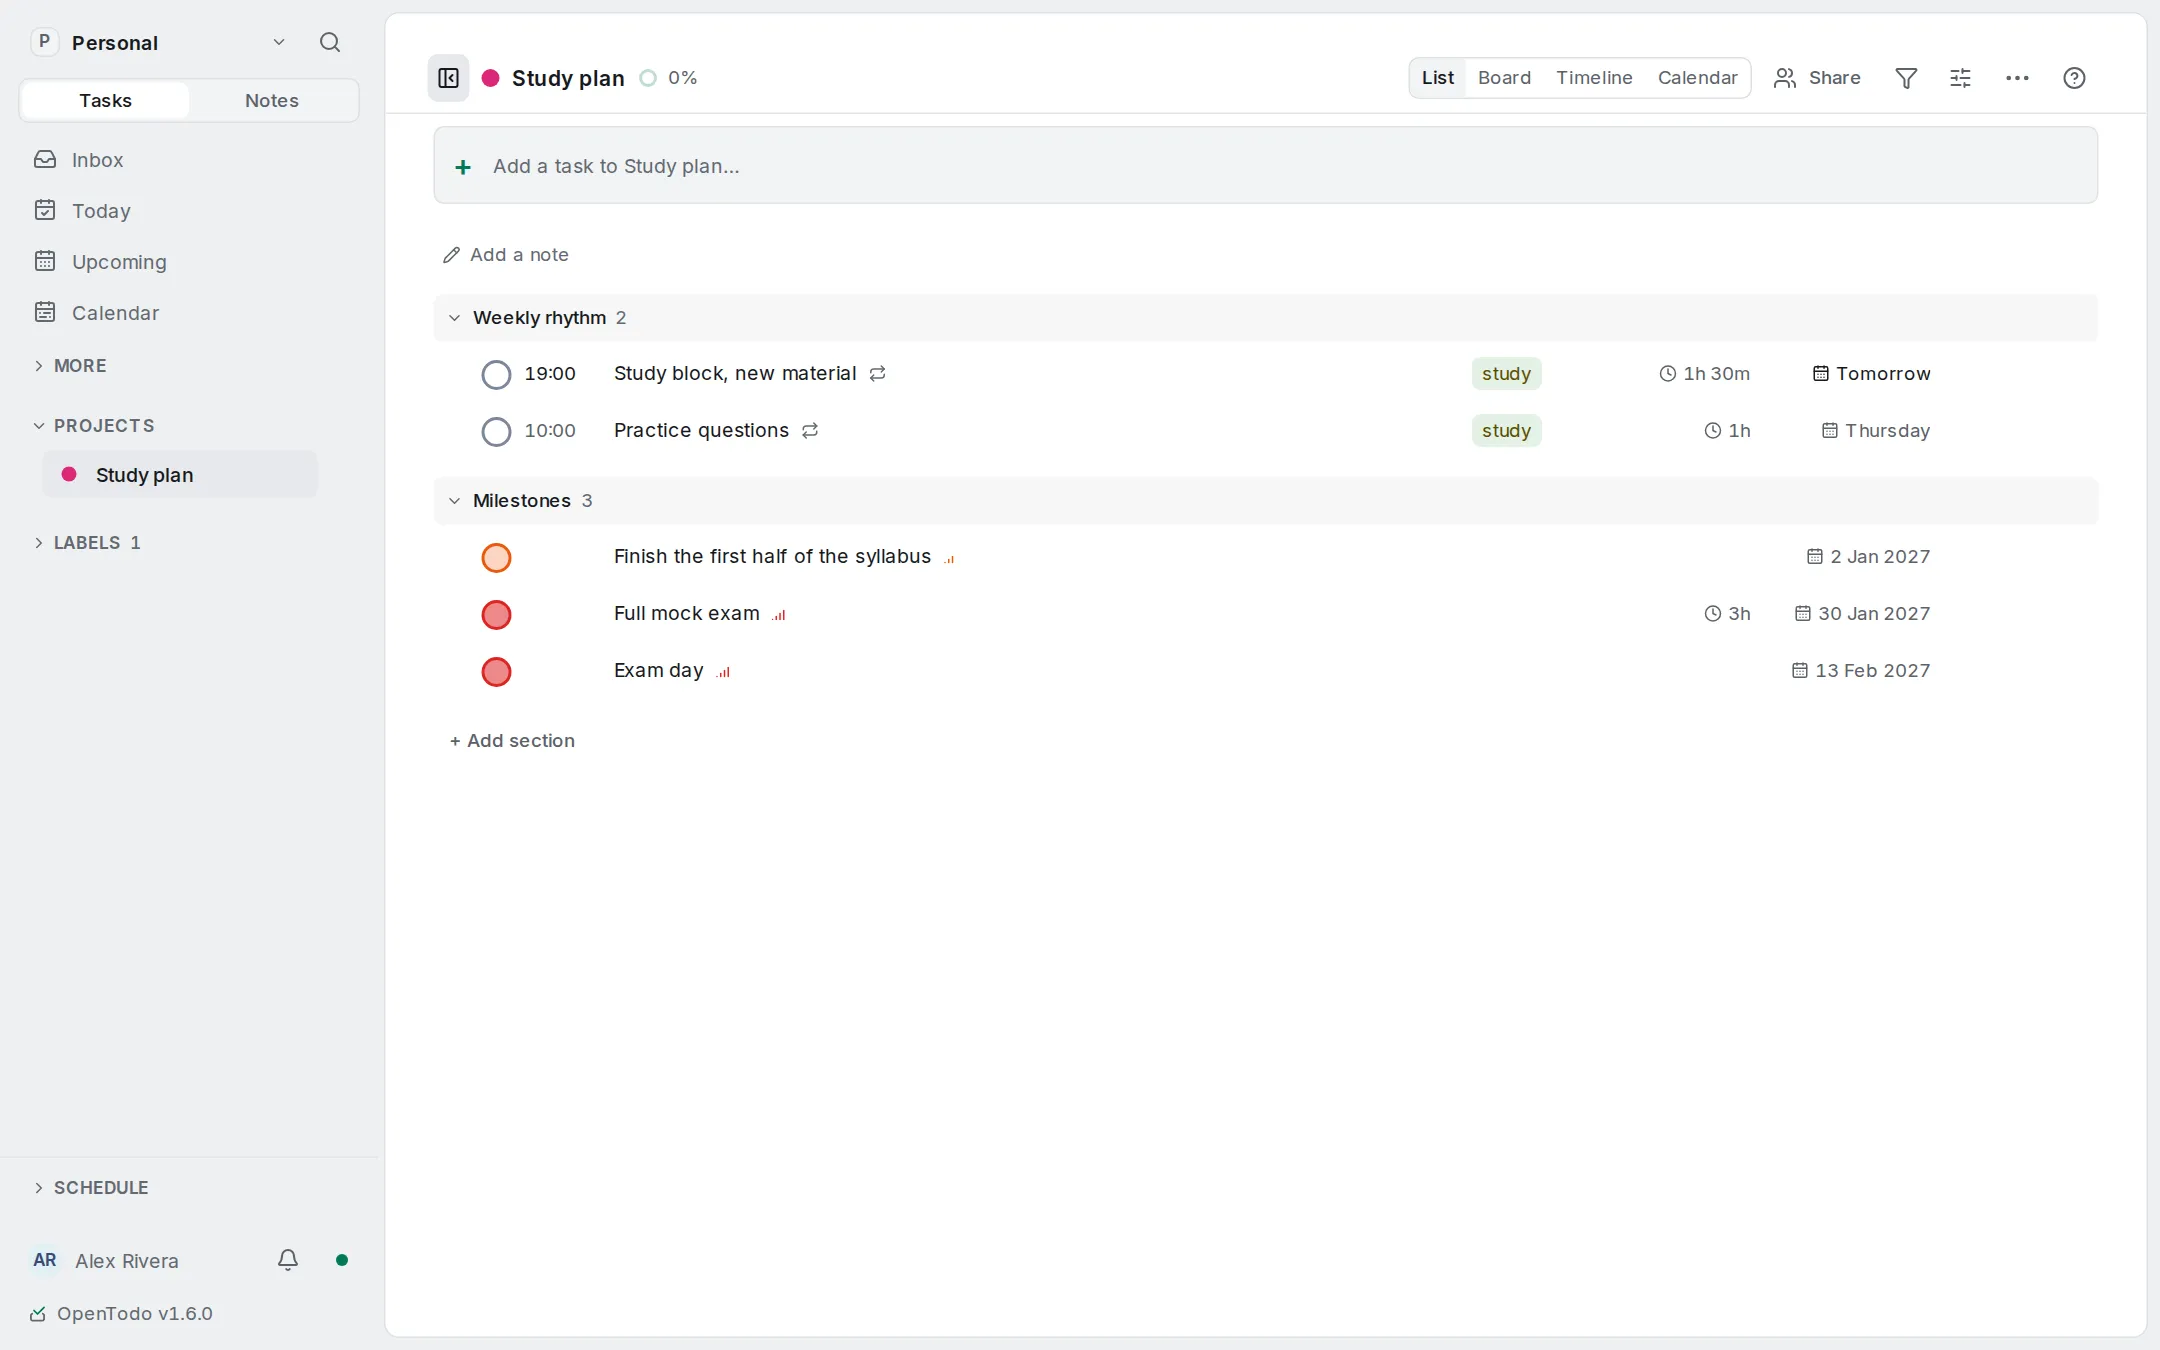 P Personal
Tasks Notes
Inbox
Today
Upcoming
Calendar
MORE
PROJECTS
Study plan
LABELS 1
SCHEDULE
AR Alex Rivera
OpenTodo v1.6.0
Study plan 0%
List Board Timeline Calendar Share
+ Add a task to Study plan...
Add a note
Weekly rhythm 2
19:00 Study block, new material study 1h 30m Tomorrow
10:00 Practice questions study 1h Thursday
Milestones 3
Finish the first half of the syllabus 2 Jan 2027
Full mock exam 3h 30 Jan 2027
Exam day 13 Feb 2027
+ Add section